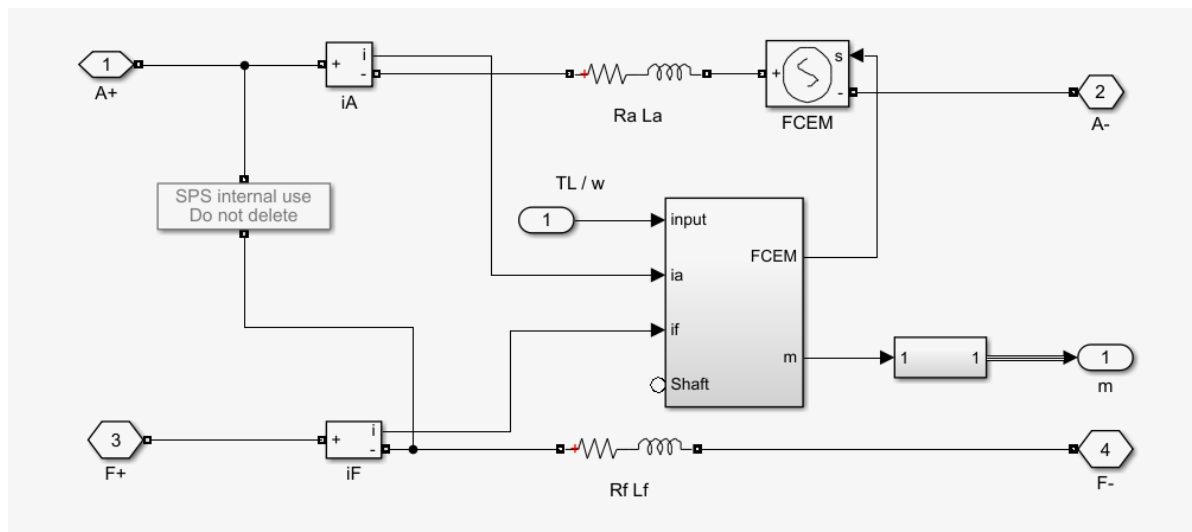 1
A+
+
i
-
iA
Ra La
+
s
-
FCEM
2
A-
SPS internal use
Do not delete
TL / w
1
input
ia
if
Shaft
FCEM
m
1
1
1
m
3
F+
+
i
-
iF
Rf Lf
4
F-